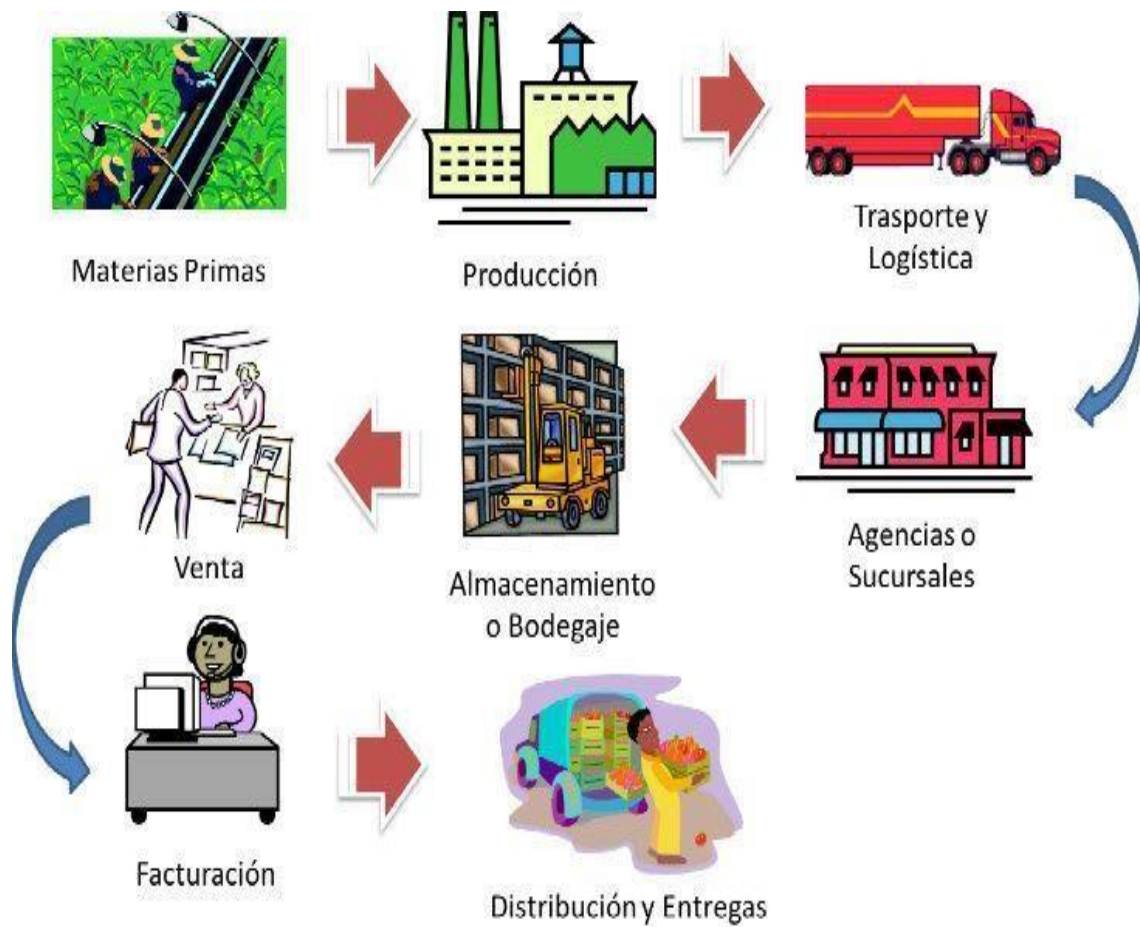 Materias Primas
Producción
Trasporte y
Logística
Agencias o
Sucursales
Almacenamiento
o Bodegaje
Venta
Facturación
Distribución y Entregas